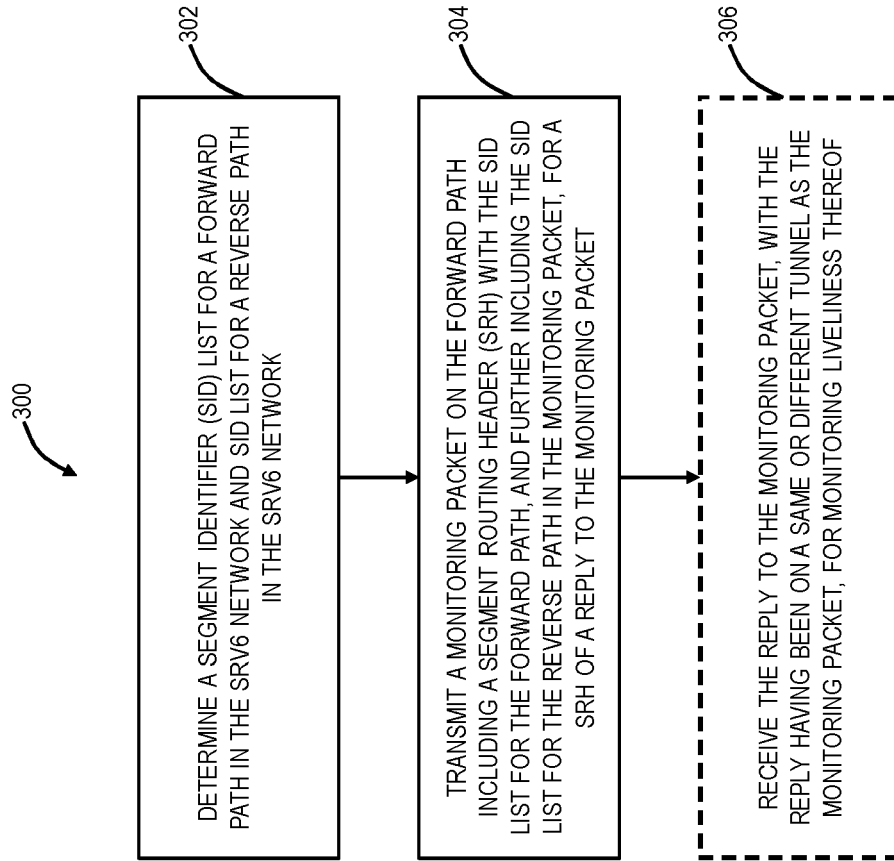 300
302
DETERMINE A SEGMENT IDENTIFIER (SID) LIST FOR A FORWARD
PATH IN THE SRV6 NETWORK AND SID LIST FOR A REVERSE PATH
IN THE SRV6 NETWORK
304
TRANSMIT A MONITORING PACKET ON THE FORWARD PATH
INCLUDING A SEGMENT ROUTING HEADER (SRH) WITH THE SID
LIST FOR THE FORWARD PATH, AND FURTHER INCLUDING THE SID
LIST FOR THE REVERSE PATH IN THE MONITORING PACKET, FOR A
SRH OF A REPLY TO THE MONITORING PACKET
306
RECEIVE THE REPLY TO THE MONITORING PACKET, WITH THE
REPLY HAVING BEEN ON A SAME OR DIFFERENT TUNNEL AS THE
MONITORING PACKET, FOR MONITORING LIVELINESS THEREOF